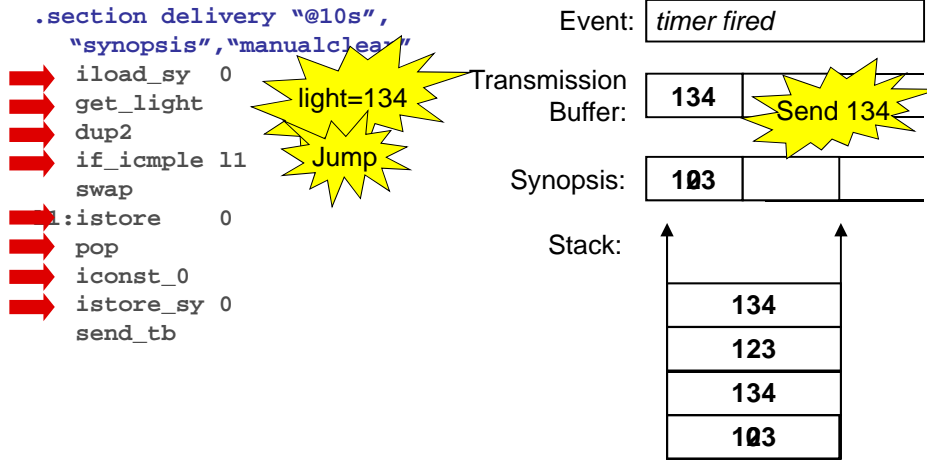 .section delivery “@10s”,
“synopsis”,“manualclear”
iload_sy 0
get_light
dup2
if_icmple l1
swap
:istore 0
pop
iconst_0
istore_sy 0
send_tb
light=134
Jump
Event: timer fired
Transmission
Buffer: 134
Send 134
Synopsis:
Stack:
134
123
134